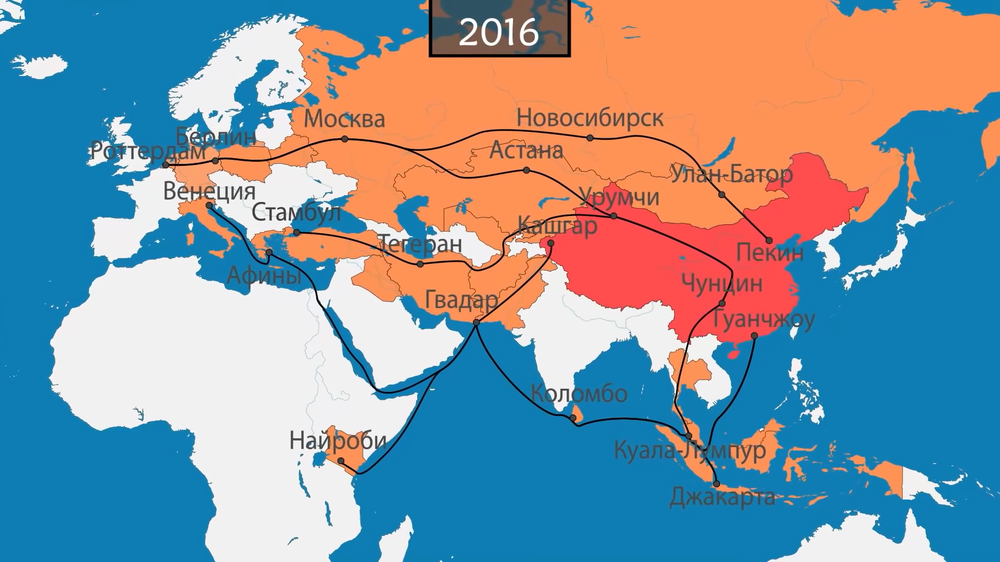 2016
Москва
Новосибирск
Берлин
Роттердам
Астана
Улан-Батор
Венеция
Урумчи
Стамбул
Кашгар
Тегеран
Пекин
Афины
Чунцин
Гвадар
Гуанчжоу
Коломбо
Найроби
Куала-Лумпур
Джакарта